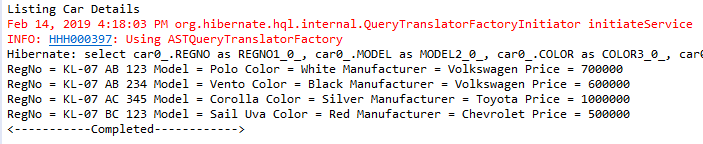 Listing Car Details
Feb 14, 2019 4:18:03 PM org.hibernate.hql.internal.QueryTranslatorFactoryInitiator initiateService
INFO: HHH000397: Using ASTQueryTranslatorFactory
Hibernate: select car0_.REGNO as REGNO1_0_, car0_.MODEL as MODEL2_0_, car0_.COLOR as COLOR3_0_, car
RegNo = KL-07 AB 123 Model = Polo Color = White Manufacturer = Volkswagen Price = 700000
RegNo = KL-07 AB 234 Model = Vento Color = Black Manufacturer = Volkswagen Price = 600000
RegNo = KL-07 AC 345 Model = Corolla Color = Silver Manufacturer = Toyota Price = 1000000
RegNo = KL-07 BC 123 Model = Sail Uva Color = Red Manufacturer = Chevrolet Price = 500000
<-----------Completed------------>